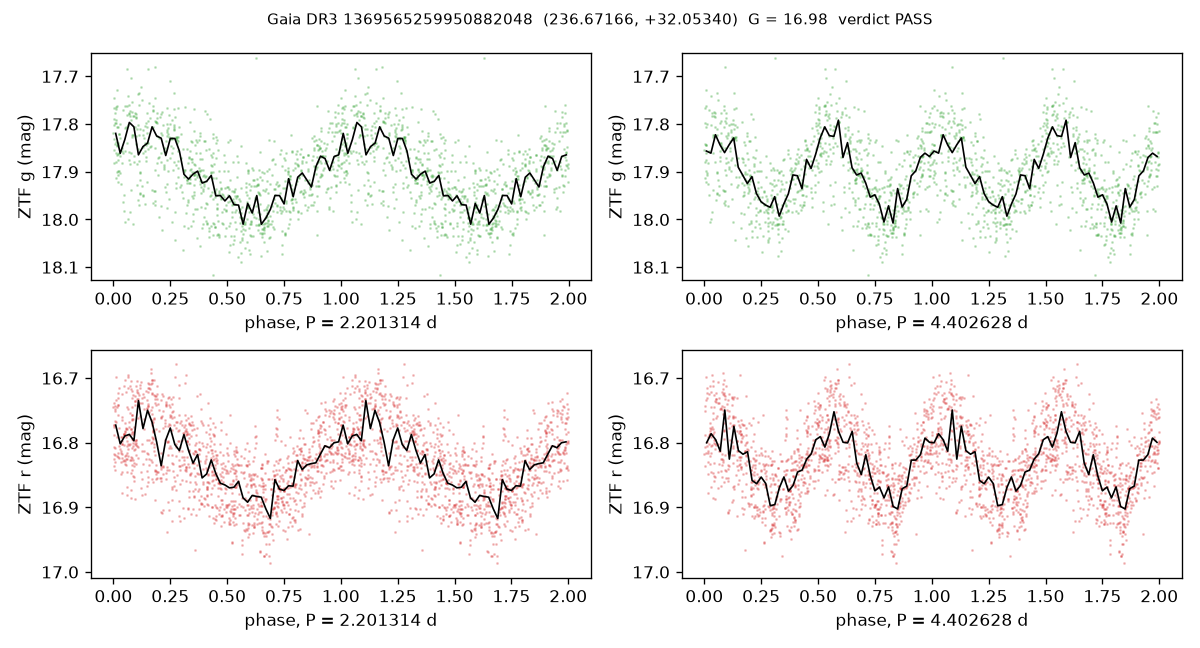 Gaia DR3 1369565259950882048  (236.67166, +32.05340)  G = 16.98  verdict PASS
ZTF g (mag)
17.7
17.8
17.9
18.0
18.1
0.00 0.25 0.50 0.75 1.00 1.25 1.50 1.75 2.00
phase, P = 2.201314 d
ZTF g (mag)
17.7
17.8
17.9
18.0
18.1
0.00 0.25 0.50 0.75 1.00 1.25 1.50 1.75 2.00
phase, P = 4.402628 d
ZTF r (mag)
16.7
16.8
16.9
17.0
0.00 0.25 0.50 0.75 1.00 1.25 1.50 1.75 2.00
phase, P = 2.201314 d
ZTF r (mag)
16.7
16.8
16.9
17.0
0.00 0.25 0.50 0.75 1.00 1.25 1.50 1.75 2.00
phase, P = 4.402628 d